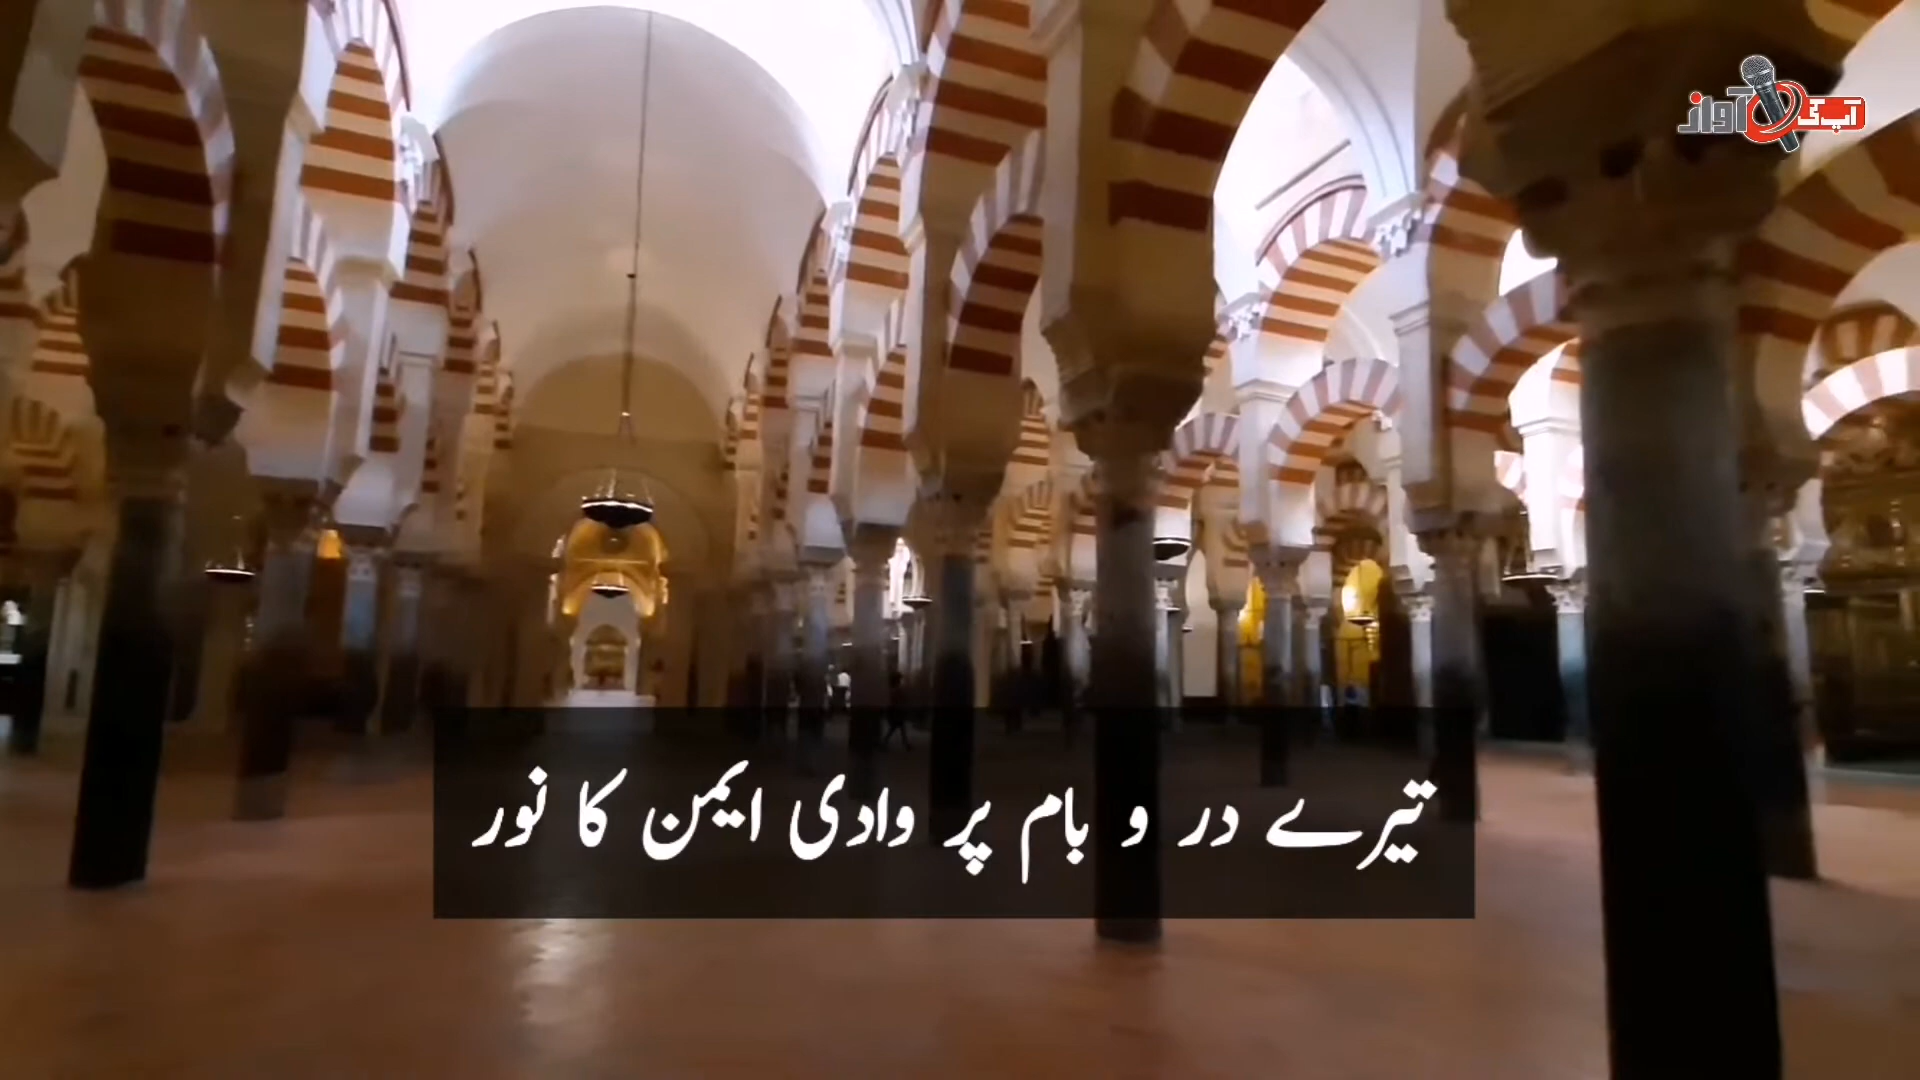 آپ کی آواز
تیرے در و بام پر وادی ایمن کا نور